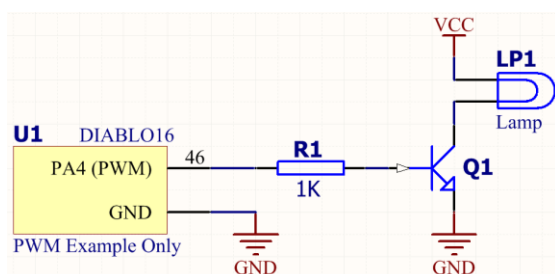 VCC
LP1
Lamp
U1 DIABLO16
PA4 (PWM) 46
R1
1K
Q1
GND
PWM Example Only
GND
GND